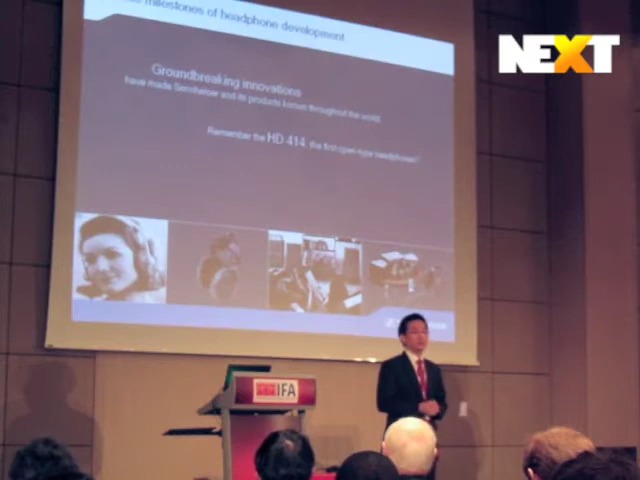 milestones of headphone development
NEXT
Groundbreaking innovations
have made Sennheiser and its products known throughout the world.
Remember the HD 414, the first open-type headphones?
IFA